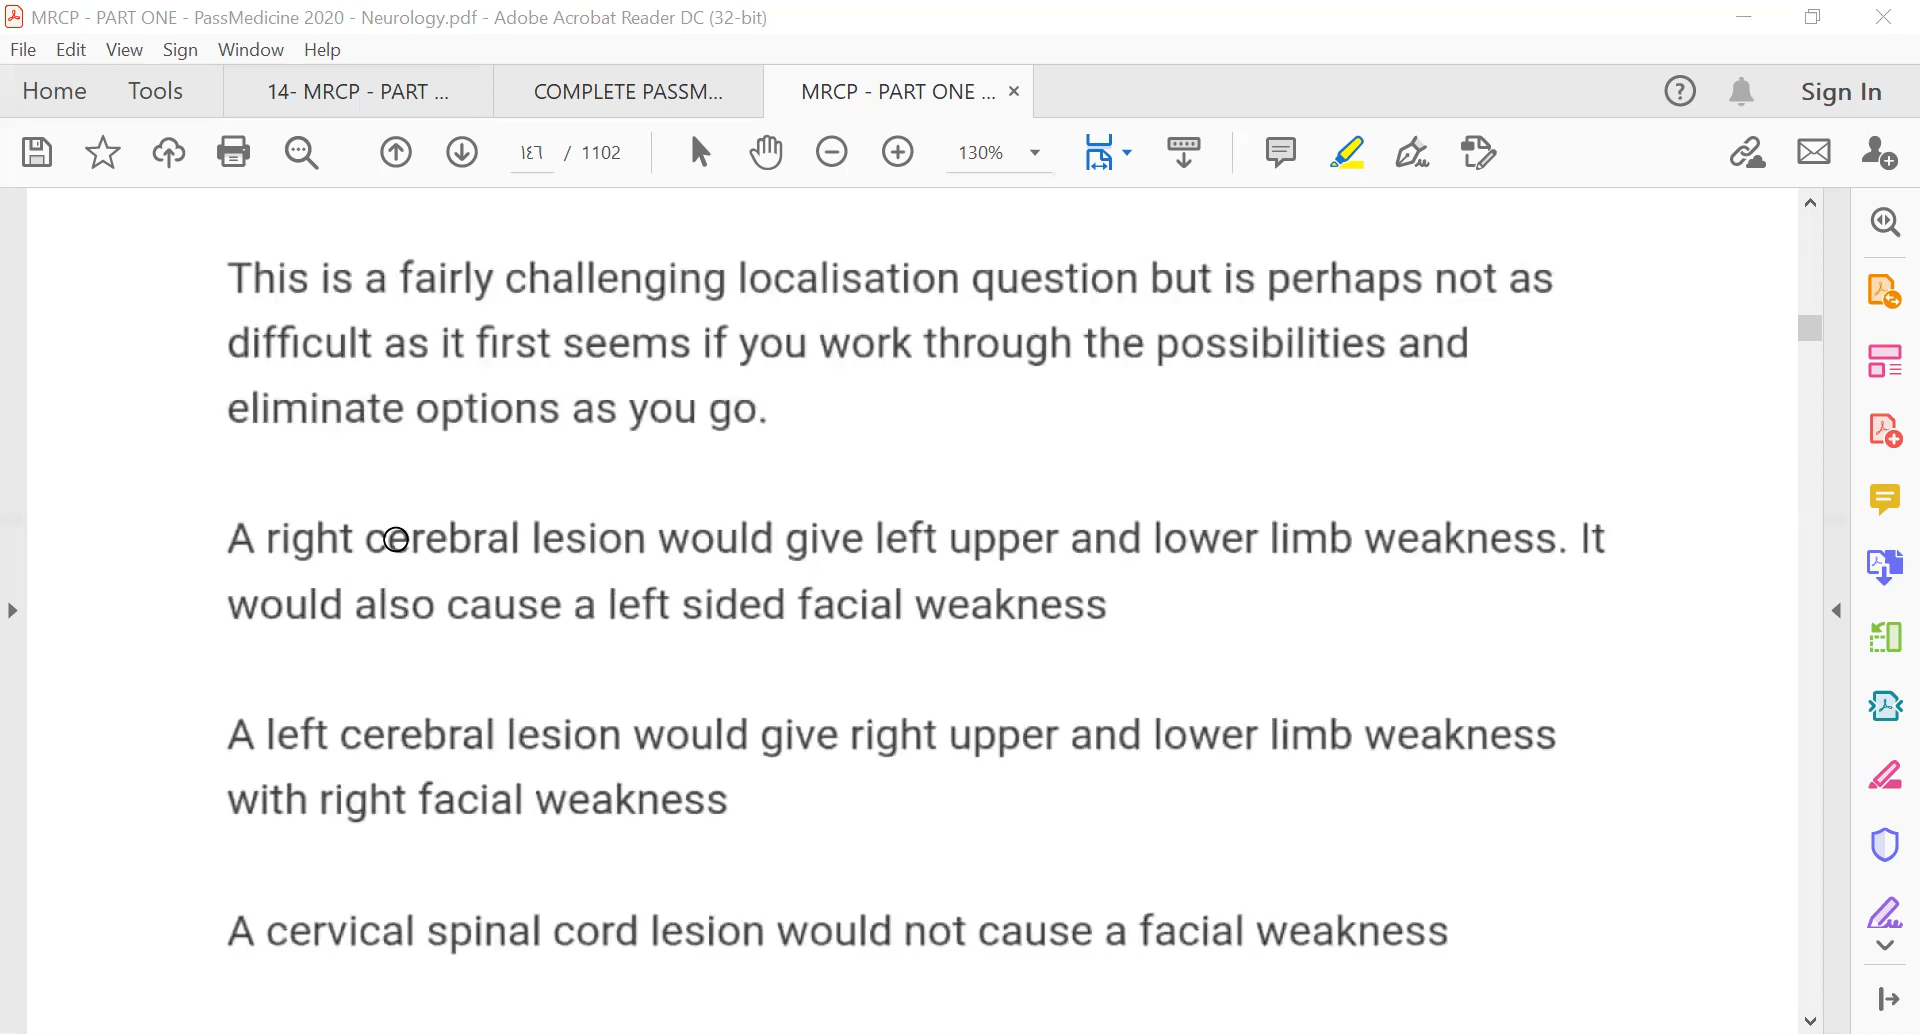 MRCP - PART ONE - PassMedicine 2020 - Neurology.pdf - Adobe Acrobat Reader DC (32-bit)
File Edit View Sign Window Help
Home Tools 14- MRCP - PART ... COMPLETE PASSM... MRCP - PART ONE ... × Sign In
١٤٦ / 1102 130%
This is a fairly challenging localisation question but is perhaps not as
difficult as it first seems if you work through the possibilities and
eliminate options as you go.
A right cerebral lesion would give left upper and lower limb weakness. It
would also cause a left sided facial weakness
A left cerebral lesion would give right upper and lower limb weakness
with right facial weakness
A cervical spinal cord lesion would not cause a facial weakness